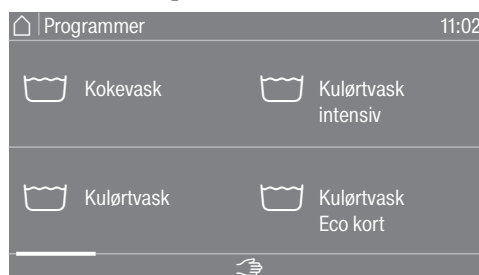 Programmer 11:02
Kokevask
Kulørtvask
intensiv
Kulørtvask
Kulørtvask
Eco kort